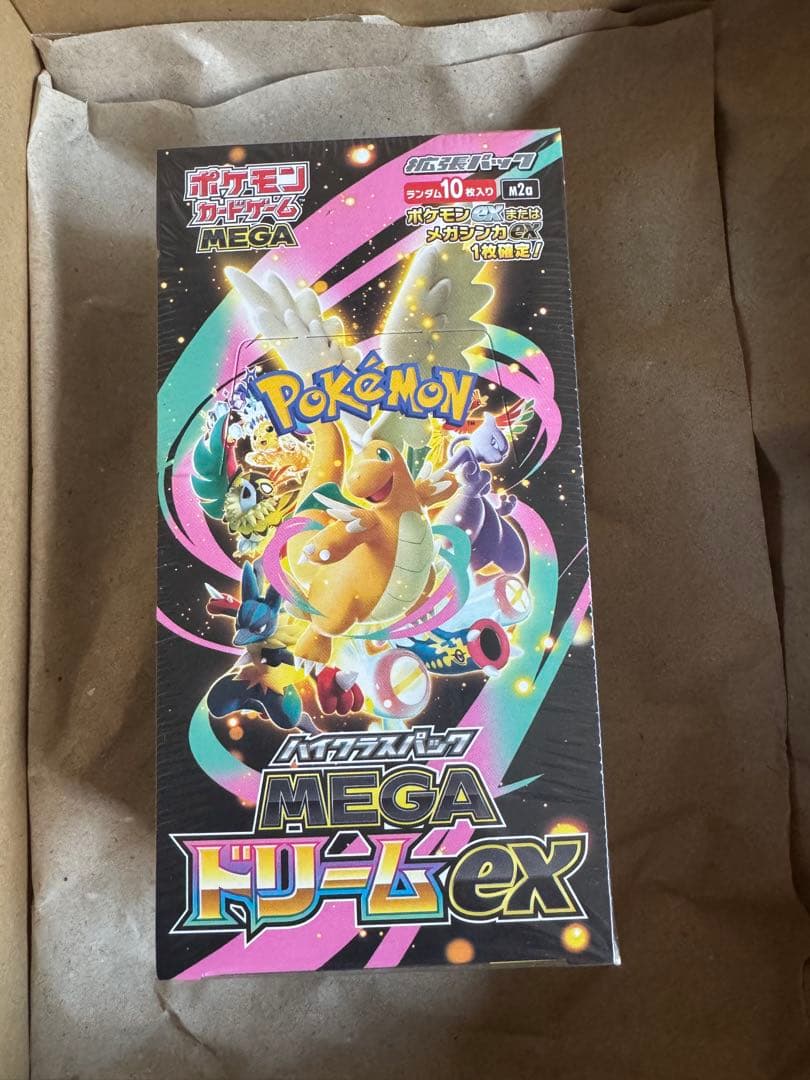 ポケモン
カードゲーム
MEGA
拡張パック
ランダム10枚入り M2a
ポケモンexまたは
メガシンカex
1枚確定!
POKéMON
TM
ハイクラスパック
MEGA
ドリームex